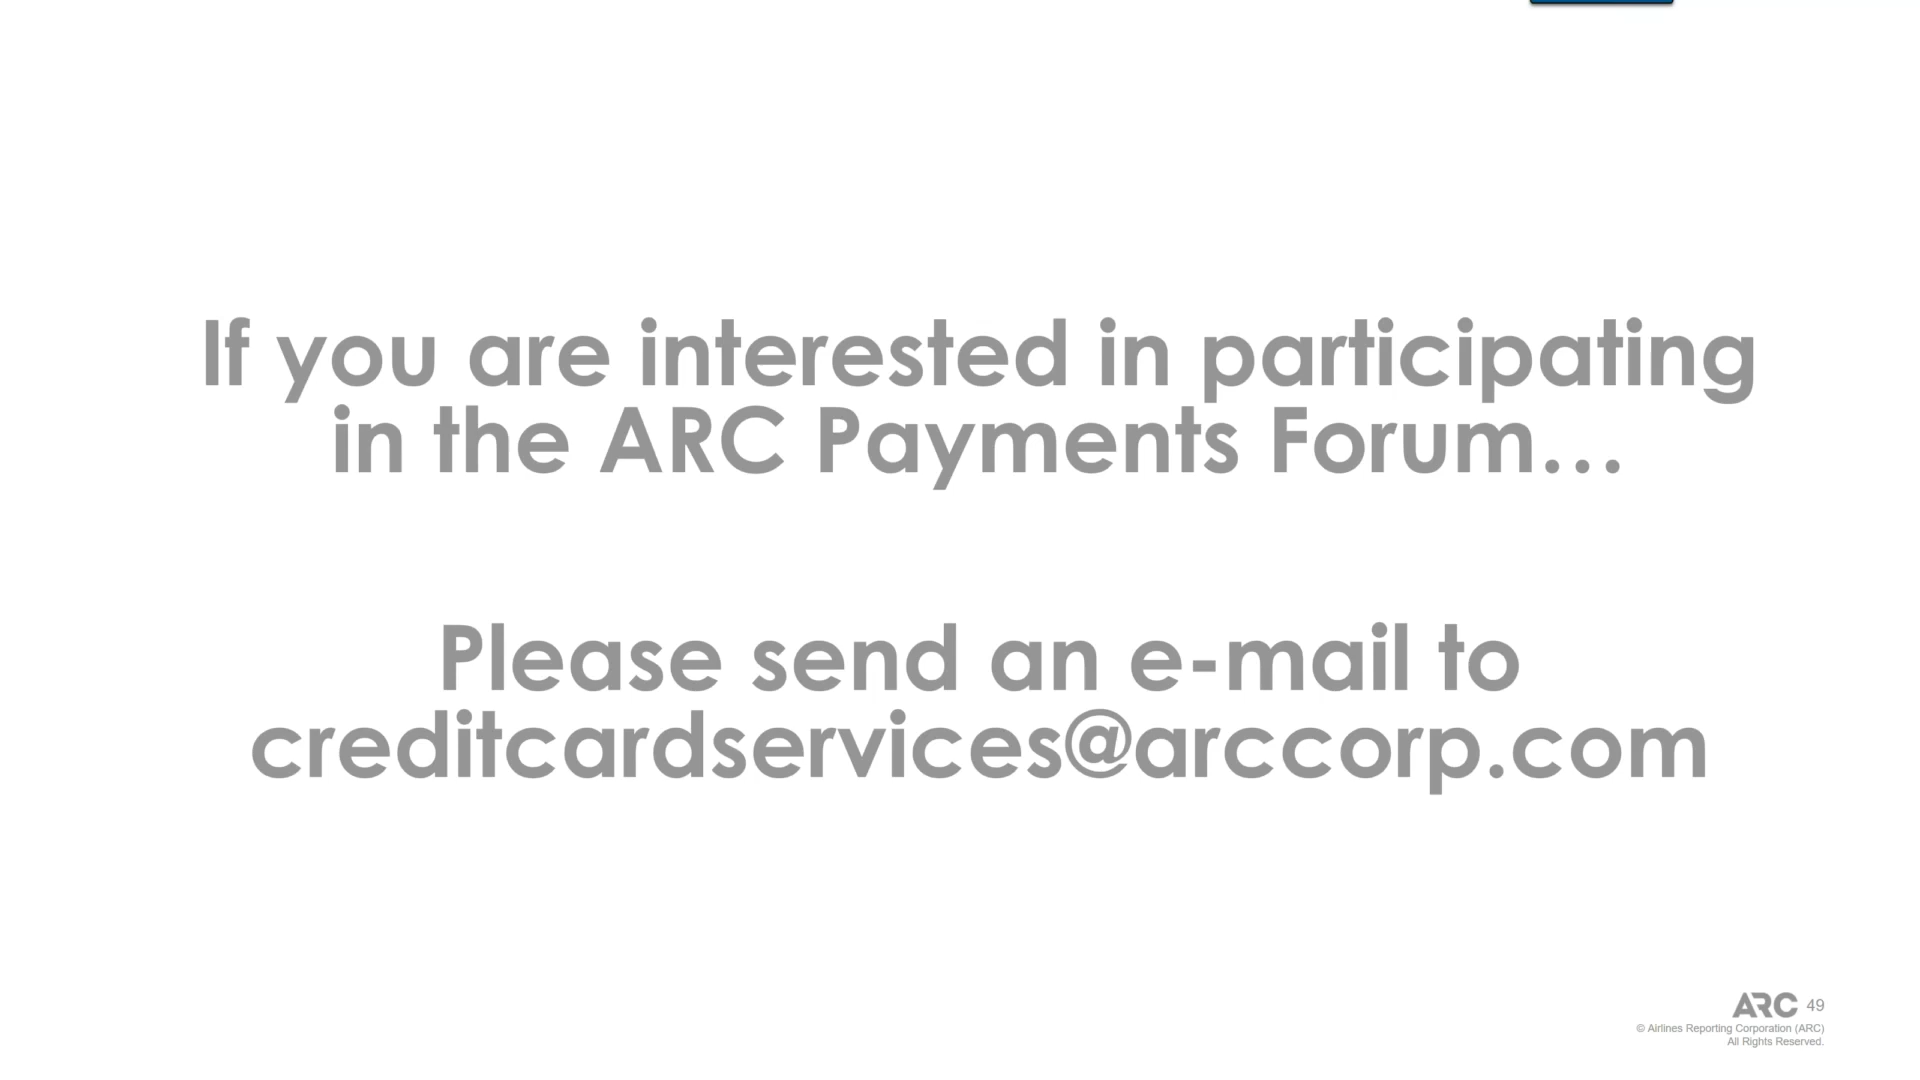 If you are interested in participating
in the ARC Payments Forum...
Please send an e-mail to
creditcardservices@arccorp.com
ARC 49
© Airlines Reporting Corporation (ARC)
All Rights Reserved.